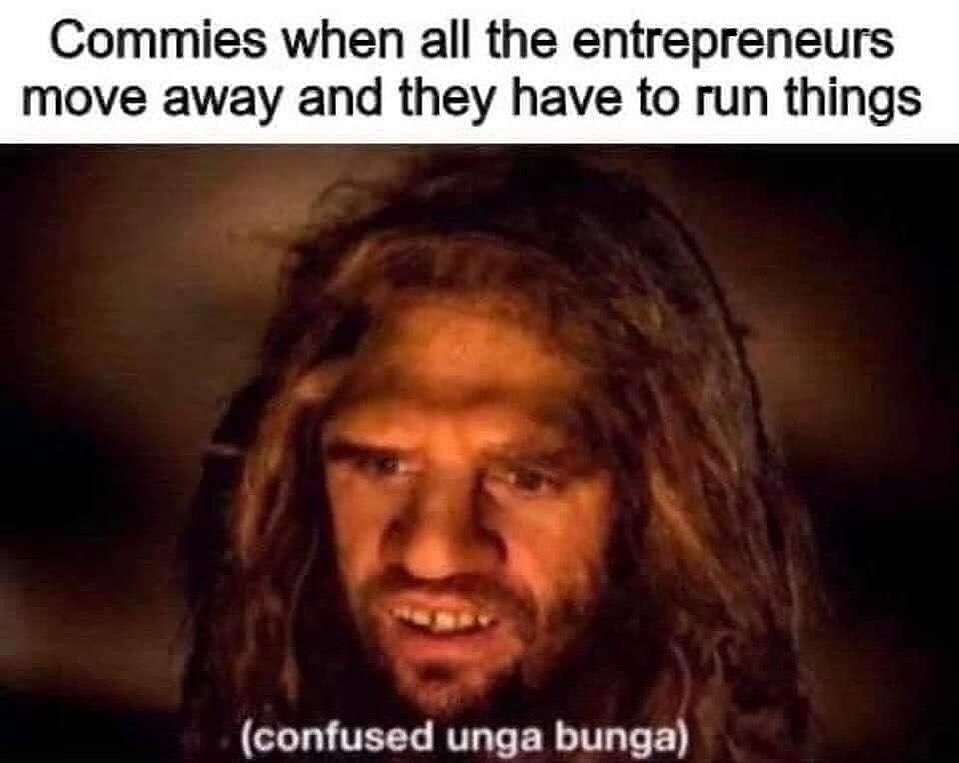 Commies when all the entrepreneurs
move away and they have to run things
(confused unga bunga)